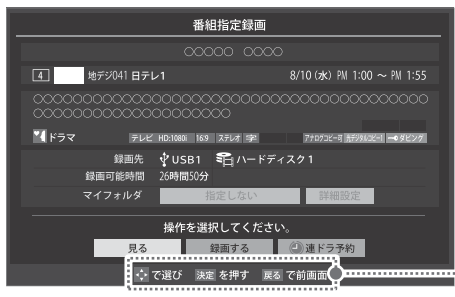 番組指定録画
○○○○○ ○○○○
4 地デジ041 日テレ1 8/10 (水) PM 1:00 ～ PM 1:55
○○○○○○○○○○○○○○○○○○○○○○○○○○○○○○○○○○○○○○○○○
○○○○○○○○○○○○○○○○○○○○
ドラマ テレビ HD:1080i 16:9 ステレオ 字 アナログコピー可 光デジタルコピー1 ダビング
録画先 USB1 ハードディスク1
録画可能時間 26時間50分
マイフォルダ 指定しない 詳細設定
操作を選択してください。
見る 録画する 連ドラ予約
で選び 決定 を押す 戻る で前画面